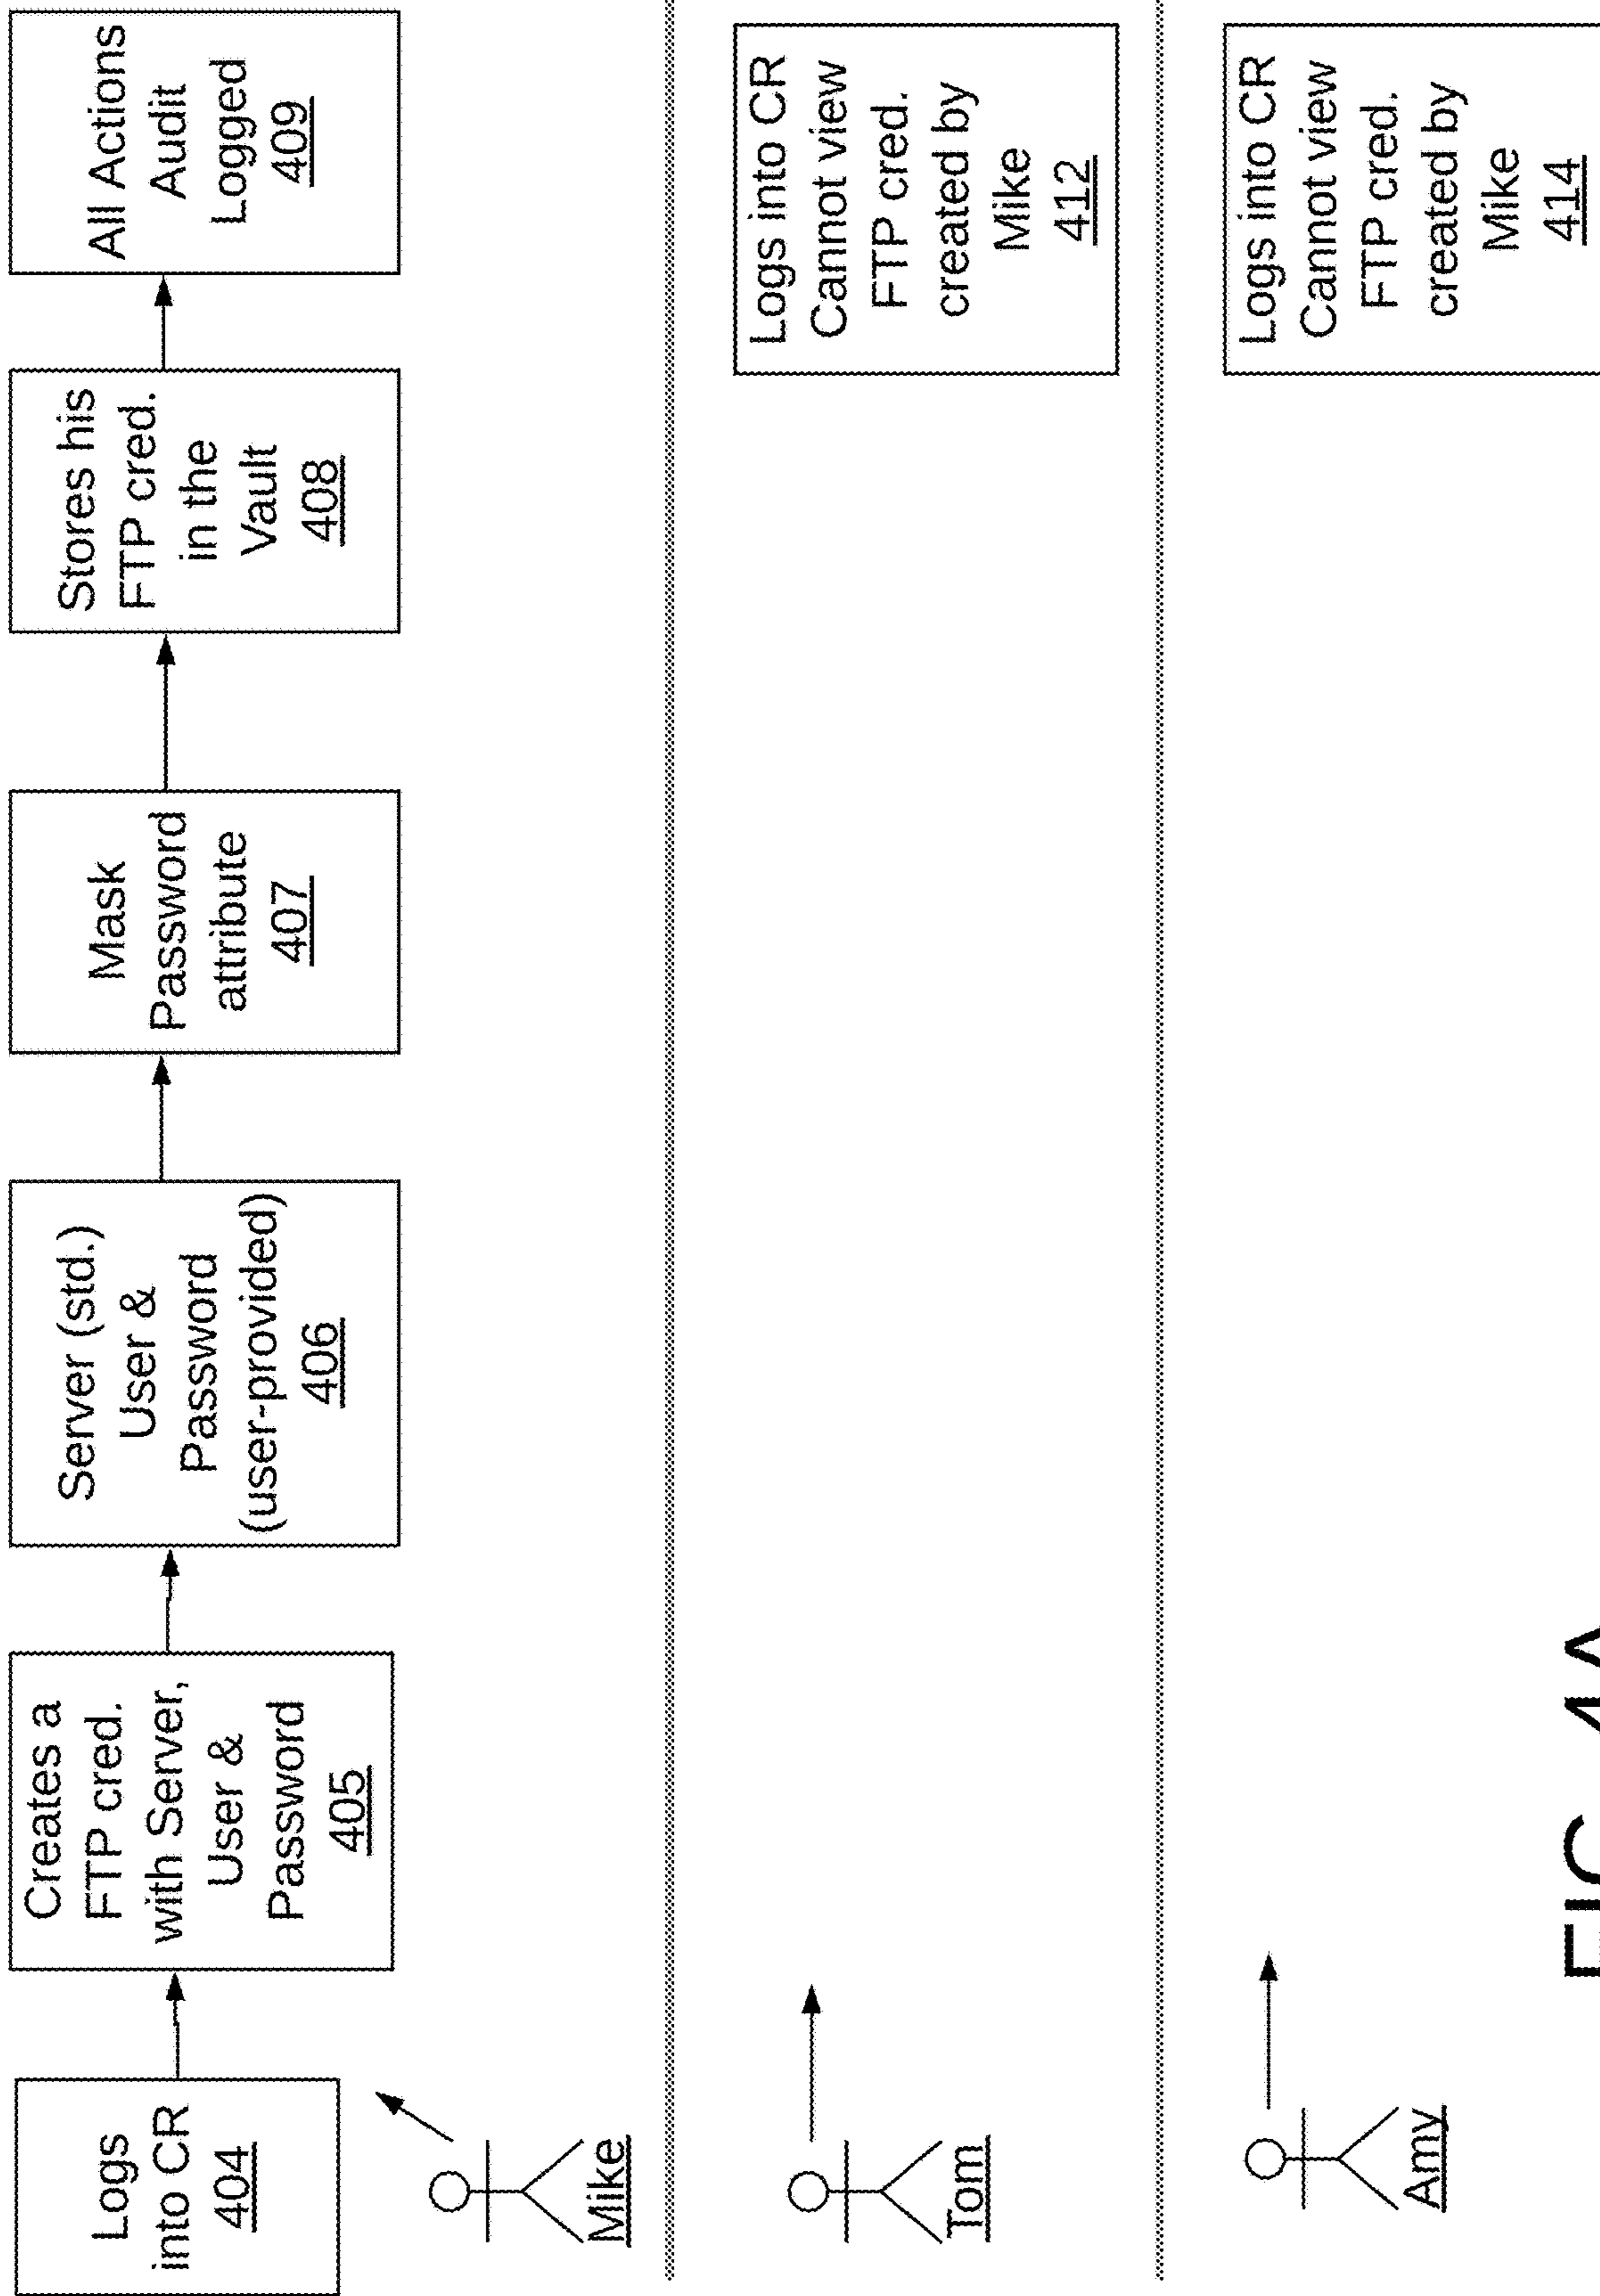 Logs
into CR
404
Creates a
FTP cred.
with Server,
User &
Password
405
Server (std.)
User &
Password
(user-provided)
406
Mask
Password
attribute
407
Stores his
FTP cred.
in the
Vault
408
All Actions
Audit
Logged
409
Mike
Tom
Logs into CR
Cannot view
FTP cred.
created by
Mike
412
Amy
Logs into CR
Cannot view
FTP cred.
created by
Mike
414
FIG. 4A